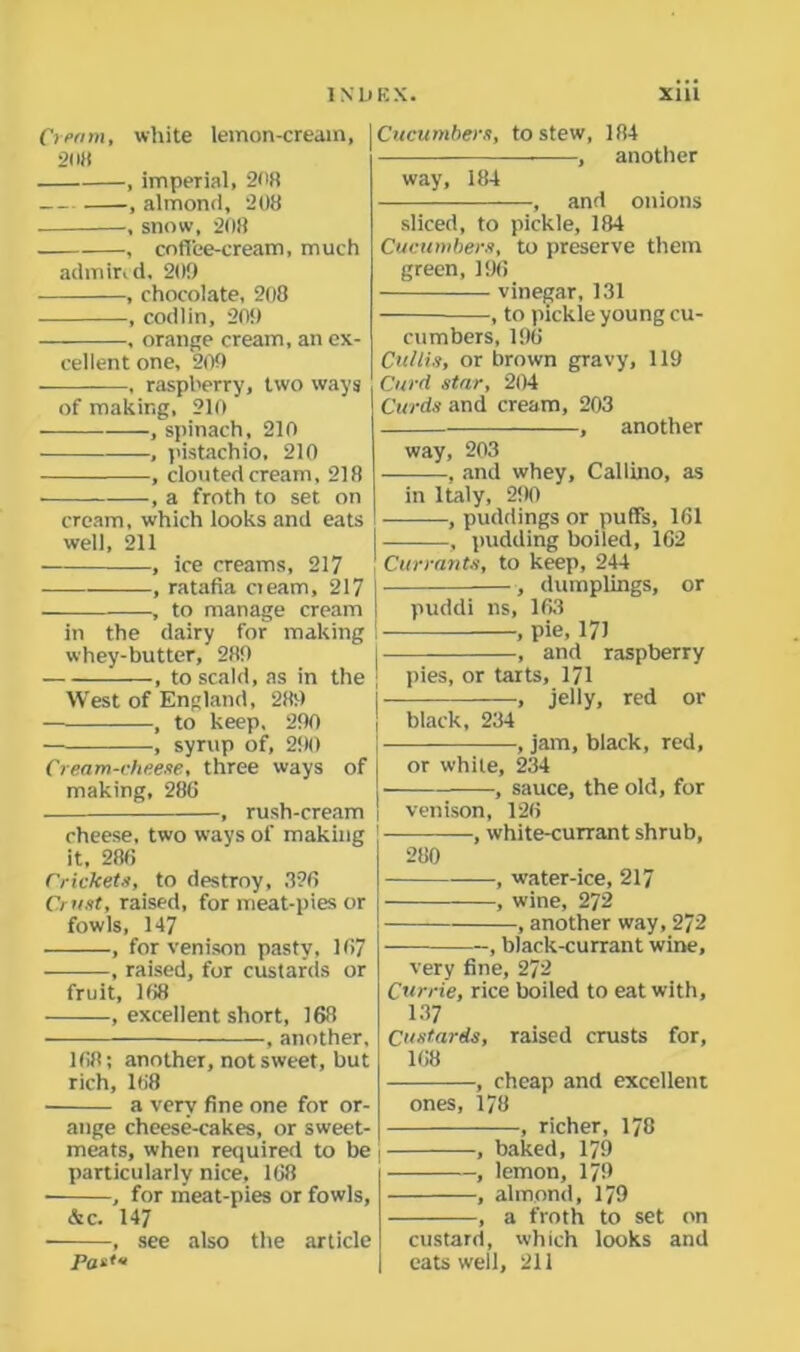 INDEX. xiii
Cream, white lemon-cream,
208
———, imperial, 208
———, almond, 208
———, snow, 208
———, coffee-cream, much
admired, 209
———, chocolate, 208
———, codlin, 209
———, orange cream, an ex-
cellent one, 209
———, raspberry, two ways
of making, 210
———, spinach, 210
———, pistachio, 210
———, clouted cream, 218
———, a froth to set on
cream, which looks and eats
well, 211
———, ice creams, 217
———, ratafia cream, 217
———, to manage cream
in the dairy for making
whey-butter, 289
———, to scald, as in the
West of England, 289
———, to keep, 290
———, syrup of, 290
Cream-cheese, three ways of
making, 286
———, rush-cream
cheese, two ways of making
it, 286
Crickets, to destroy, 326
Crust, raised, for meat-pies or
fowls, 147
———, for venison pasty, 167
———, raised, for custards or
fruit, 168
———, excellent short, 168
———, another,
168; another, not sweet, but
rich, 168
——— a very fine one for or-
ange cheese-cakes, or sweet-
meats, when required to be
particularly nice, 168
———, for meat-pies or fowls,
&c. 147
———, see also the article
Paste
Cucumbers, to stew, 184
———, another
way, 184
———, and onions
sliced, to pickle, 184
Cucumbers, to preserve them
green, 196
——— vinegar, 131
———, to pickle young cu-
cumbers, 196
Cullis, or brown gravy, 119
Curd star, 204
Curds and cream, 203
———, another
way, 203
———, and whey, Callino, as
in Italy, 290
———, puddings or puffs, 161
———, pudding boiled, 162
Currants, to keep, 244
———, dumplings, or
puddi ns, 163
———, pie, 171
———, and raspberry
pies, or tarts, 171
———, jelly, red or
black, 234
———, jam, black, red,
or white, 234
———, sauce, the old, for
venison, 126
———, white-currant shrub,
280
———, water-ice, 217
———, wine, 272
———, another way, 272
———, black-currant wine,
very fine, 272
Currie, rice boiled to eat with,
137
Custards, raised crusts for,
168
———, cheap and excellent
ones, 178
———, richer, 178
———, baked, 179
———, lemon, 179
———, almond, 179
———, a froth to set on
custard, which looks and
eats well, 211